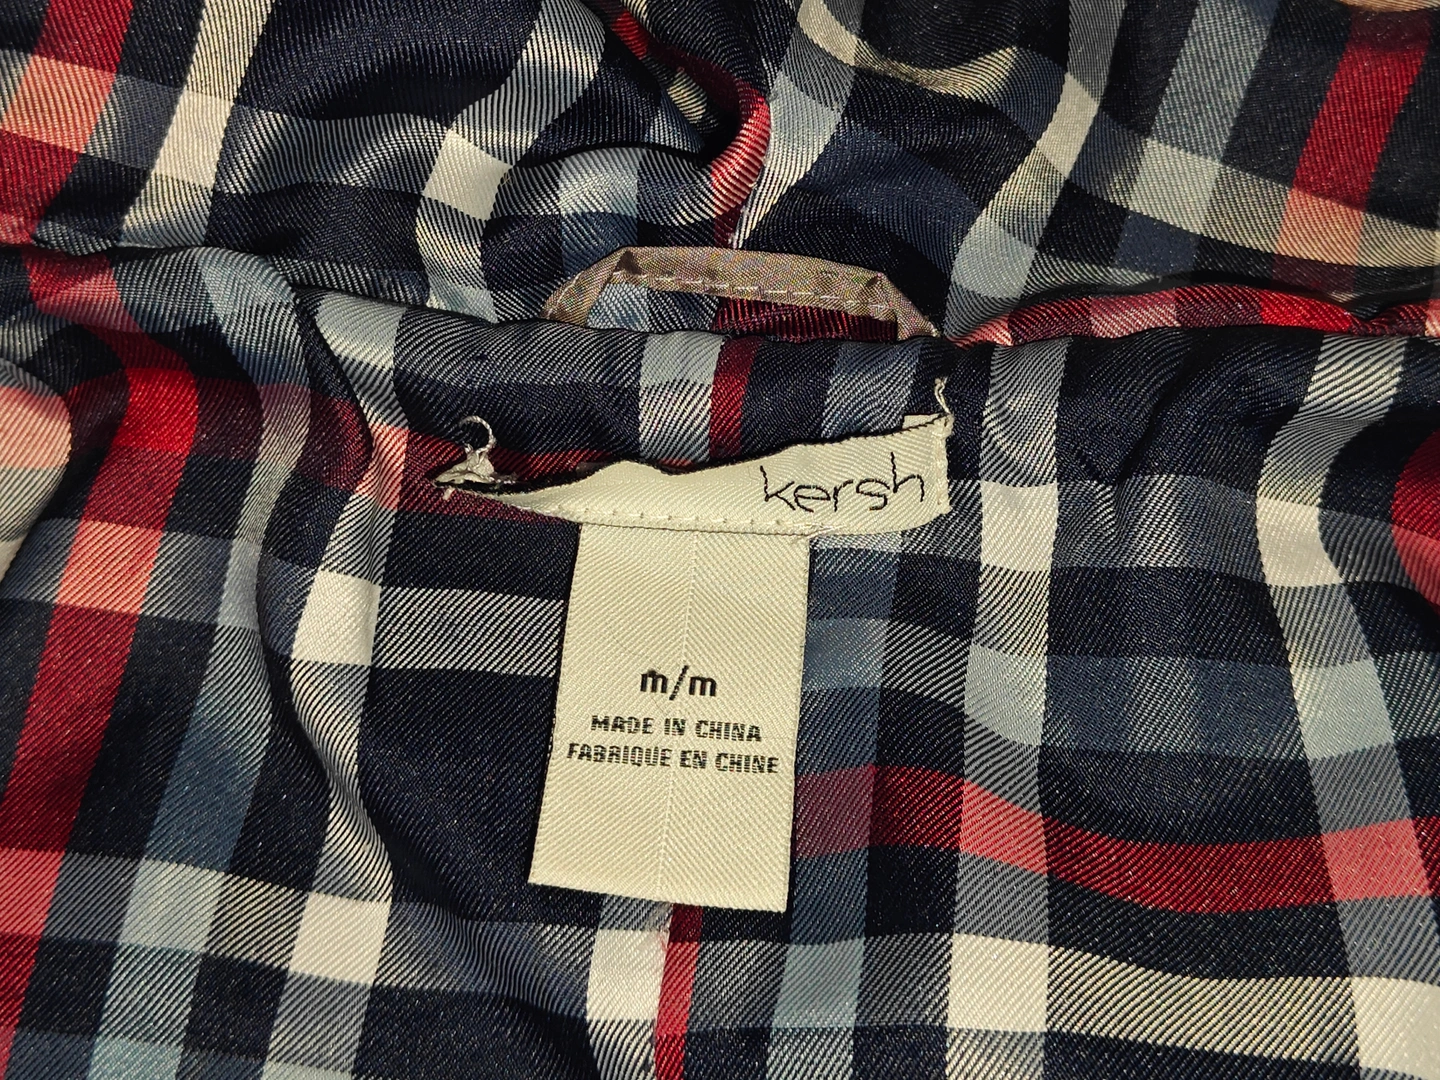 kersh
m/m
MADE IN CHINA
FABRIQUE EN CHINE